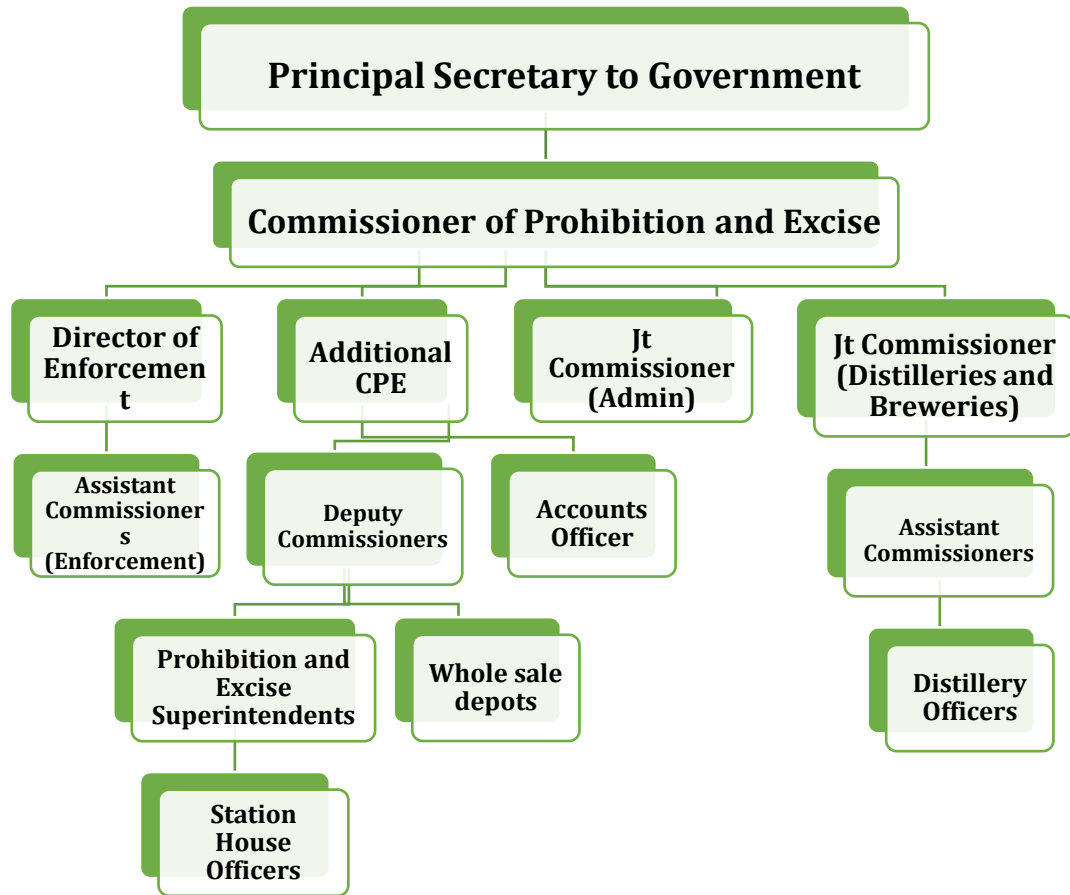 Principal Secretary to Government
Commissioner of Prohibition and Excise
Director of
Enforcemen
t
Additional
CPE
Jt
Commissioner
(Admin)
Jt Commissioner
(Distilleries and
Breweries)
Assistant
Commissioner
s
(Enforcement)
Deputy
Commissioners
Accounts
Officer
Assistant
Commissioners
Prohibition and
Excise
Superintendents
Whole sale
depots
Distillery
Officers
Station
House
Officers